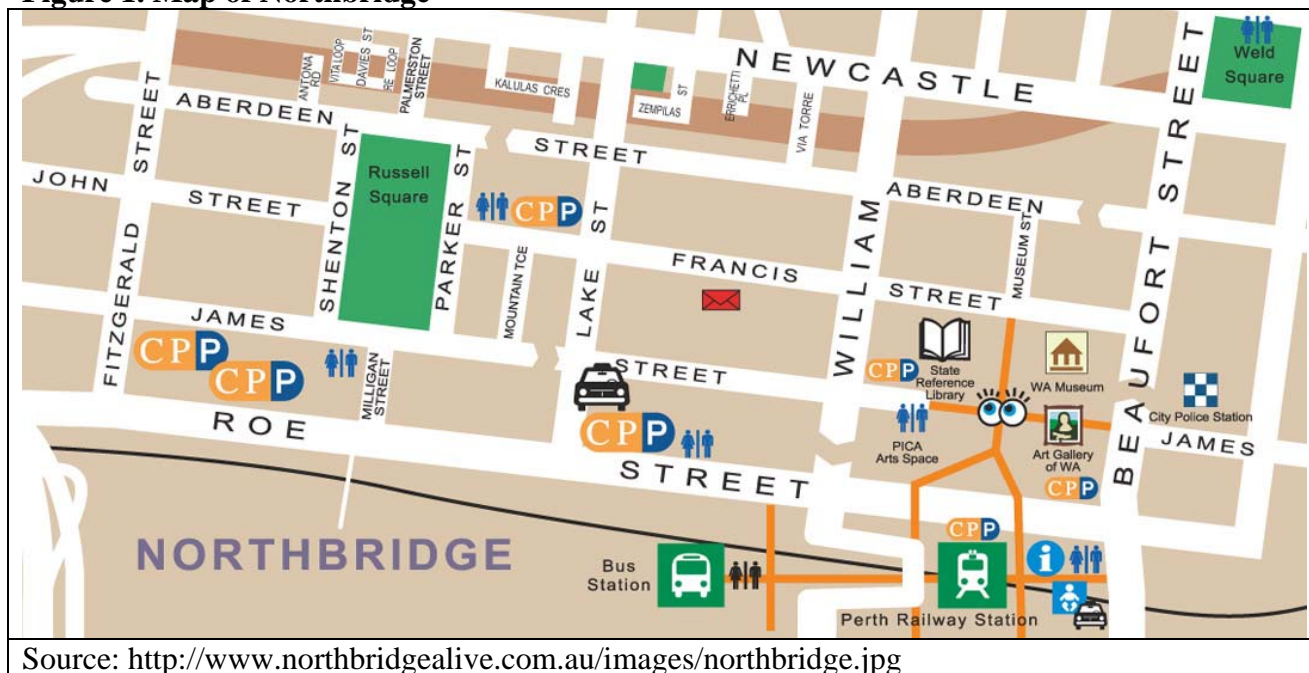 Figure 1. Map of Northbridge
NEWCASTLE
Weld
Square
ANTONA
RD
VITA LOOP
DAVIES ST
RE LOOP
PALMERSTON
STREET
KALULAS CRES
ZEMPILAS
ST
ERRICHETTI
PL
VIA TORRE
ABERDEEN
STREET
ABERDEEN
FITZGERALD STREET
JOHN
STREET
SHENTON ST
Russell
Square
PARKER ST
CPP
LAKE ST
MOUNTAIN TCE
FRANCIS
STREET
MUSEUM ST
WILLIAM
BEAUFORT STREET
JAMES
STREET
JAMES
CPP
CPP
MILLIGAN
STREET
CPP
CPP
State
Reference
Library
WA Museum
City Police Station
PICA
Arts Space
Art Gallery
of WA
CPP
ROE
STREET
NORTHBRIDGE
Bus
Station
CPP
i
Perth Railway Station
Source: http://www.northbridgealive.com.au/images/northbridge.jpg